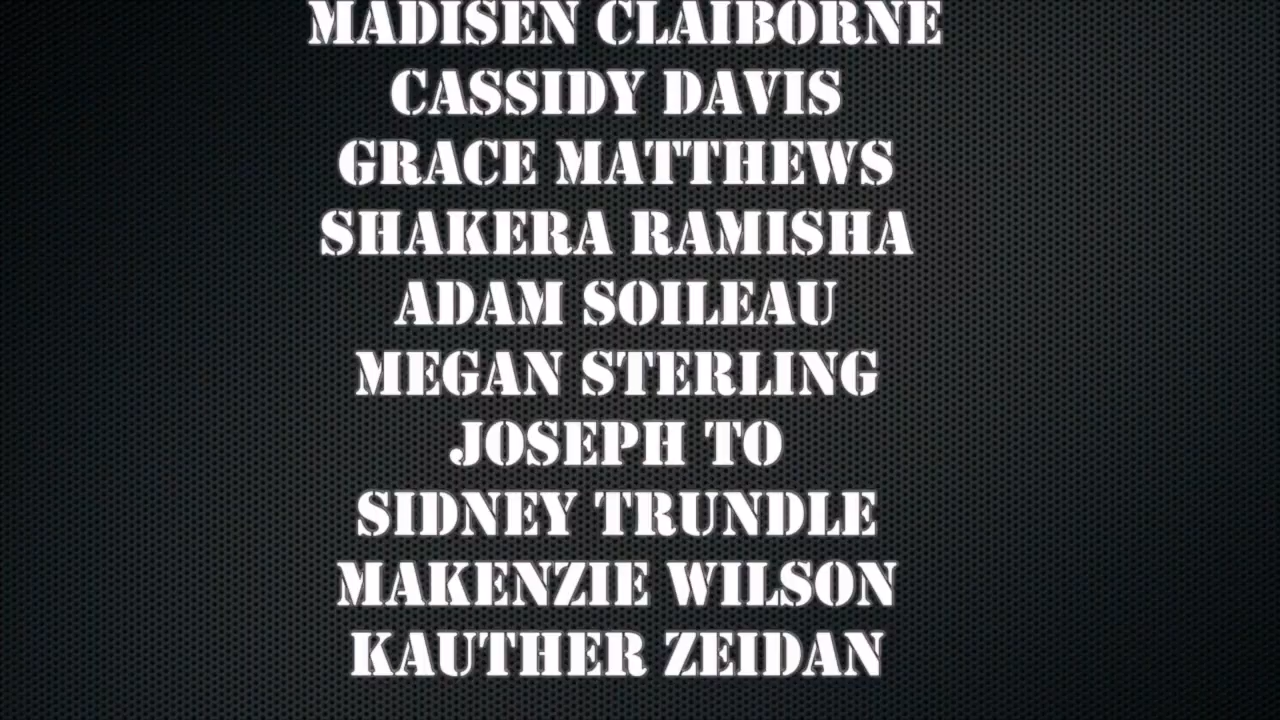 MADISEN CLAIBORNE
CASSIDY DAVIS
GRACE MATTHEWS
SHAKERA RAMISHA
ADAM SOILEAU
MEGAN STERLING
JOSEPH TO
SIDNEY TRUNDLE
MAKENZIE WILSON
KAUTHER ZEIDAN